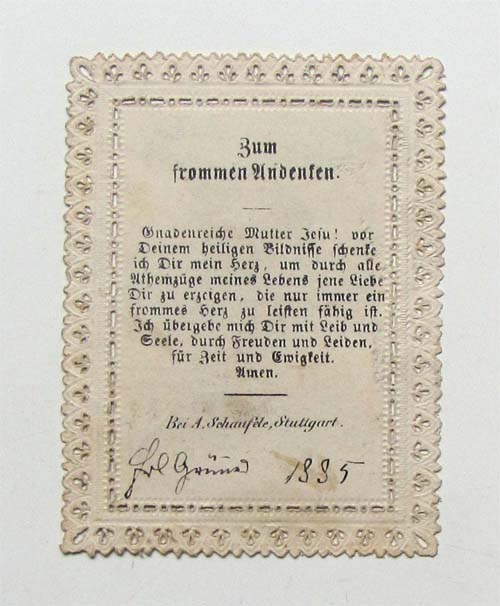 Zum
frommen Andenken.
Gnadenreiche Mutter Jesu! vor
Deinem heiligen Bildnisse schenke
ich Dir mein Herz, um durch alle
Athemzüge meines Lebens jene Liebe
Dir zu erzeigen, die nur immer ein
frommes Herz zu leisten fähig ist.
Ich übergebe mich Dir mit Leib und
Seele, durch Freuden und Leiden,
für Zeit und Ewigkeit.
Amen.
Bei A. Schäufele, Stuttgart.
1885